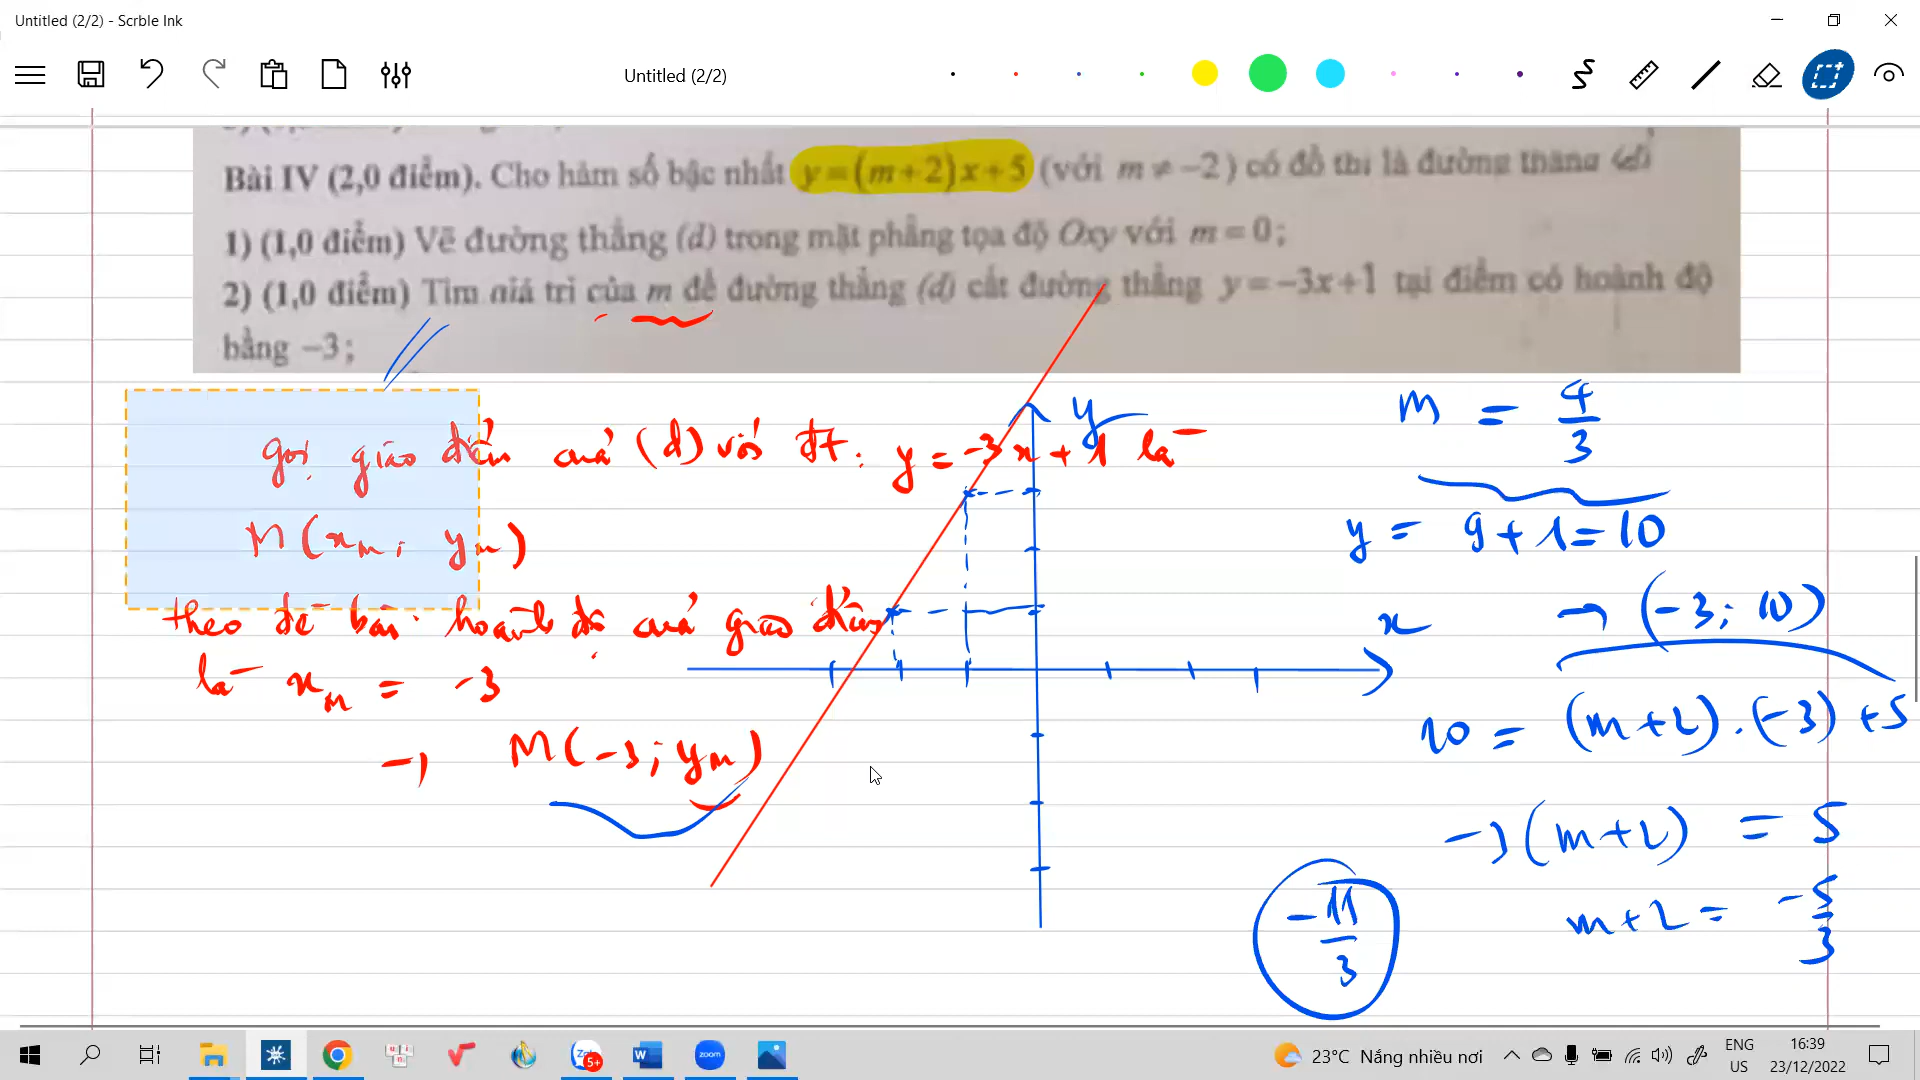 Untitled (2/2) - Scrble Ink
Untitled (2/2)
Bài IV (2,0 điểm). Cho hàm số bậc nhất y=(m+2)x+5 (với m ≠ −2) có đồ thị là đường thẳng (d)
1) (1,0 điểm) Vẽ đường thẳng (d) trong mặt phẳng tọa độ Oxy với m = 0;
2) (1,0 điểm) Tìm giá trị của m để đường thẳng (d) cắt đường thẳng y=−3x+1 tại điểm có hoành độ
bằng −3;
gọi giao điểm của (d) với đt: y = -3x + 1 là
M(xM; yM)
theo đề bài hoành độ của giao điểm
là xM = -3
→ M(-3; yM)
y
x
m = 4/3
y = 9 + 1 = 10
→ (-3; 10)
10 = (m+2).(-3) + 5
-3(m+2) = 5
m+2 = -5/3
-11/3
5+
23°C Nắng nhiều nơi
ENG
US
16:39
23/12/2022